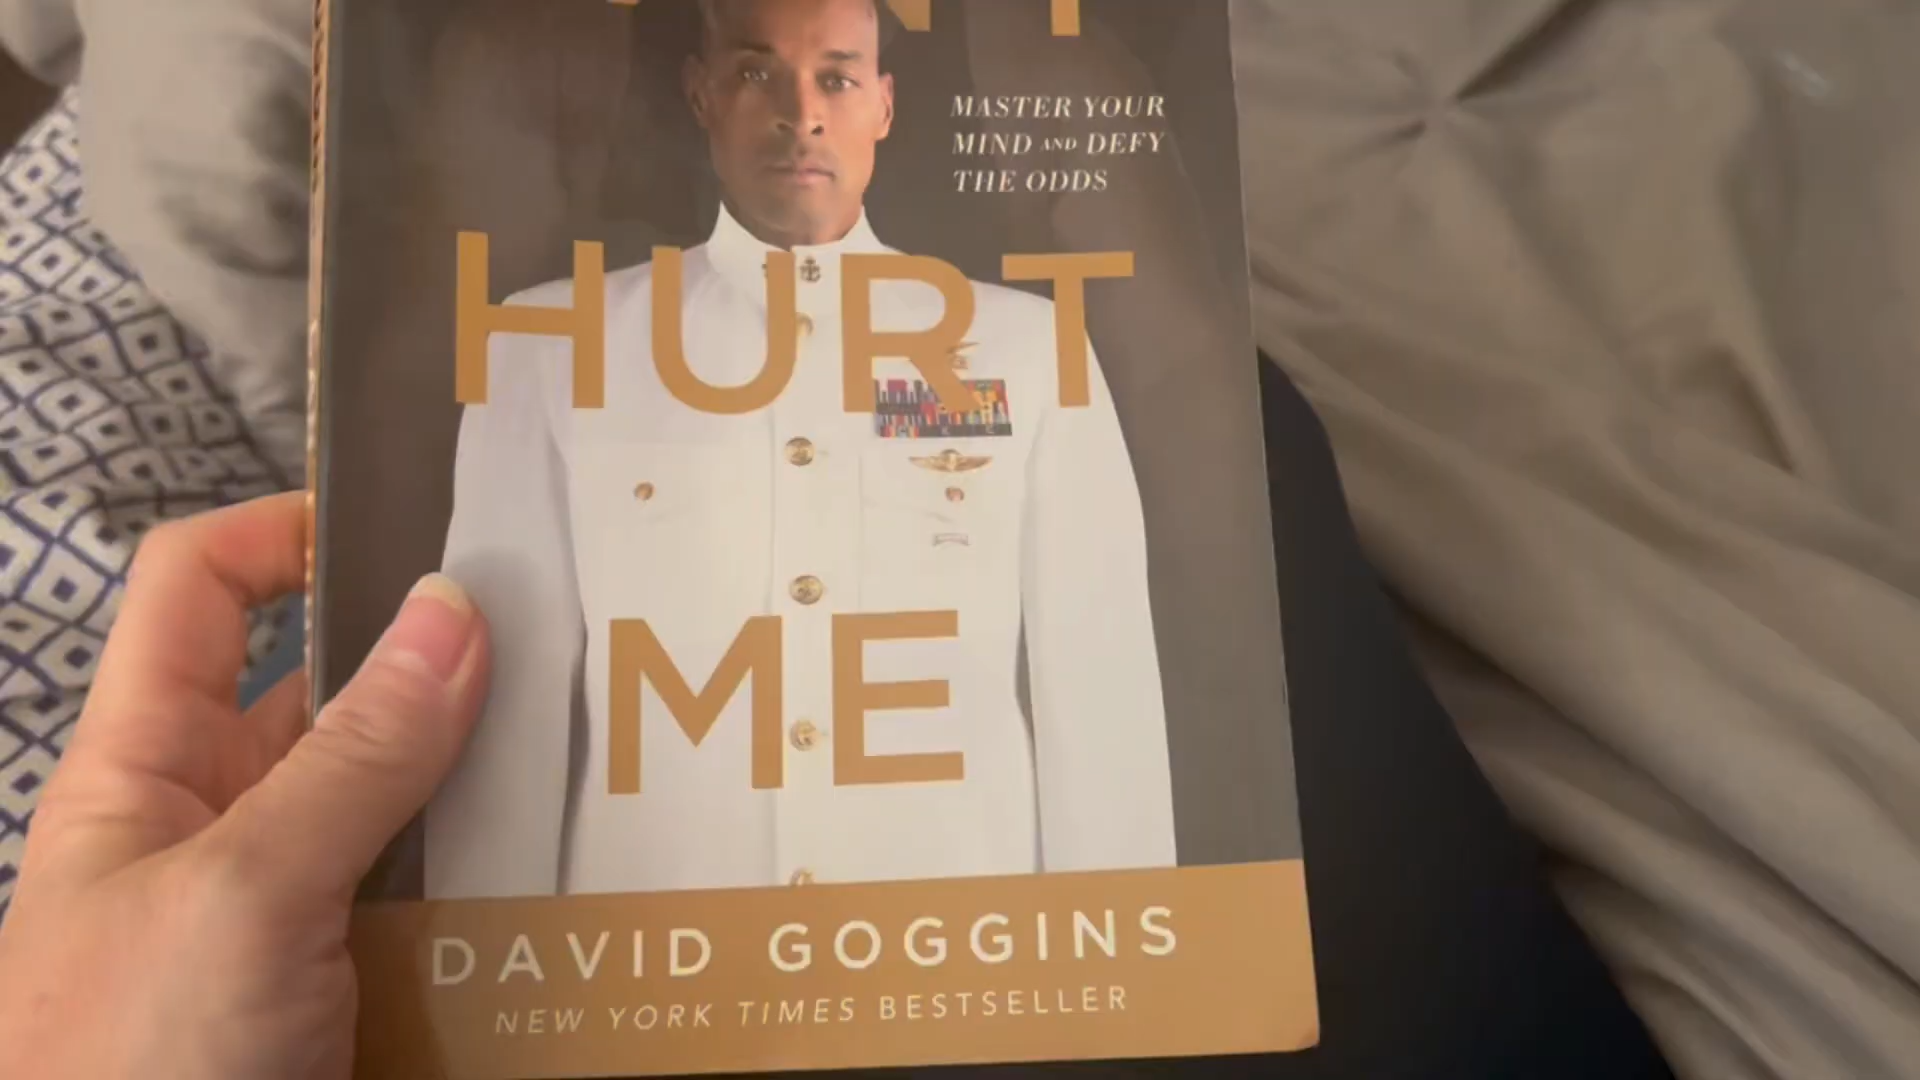 MASTER YOUR
MIND AND DEFY
THE ODDS
HURT
ME
DAVID GOGGINS
NEW YORK TIMES BESTSELLER